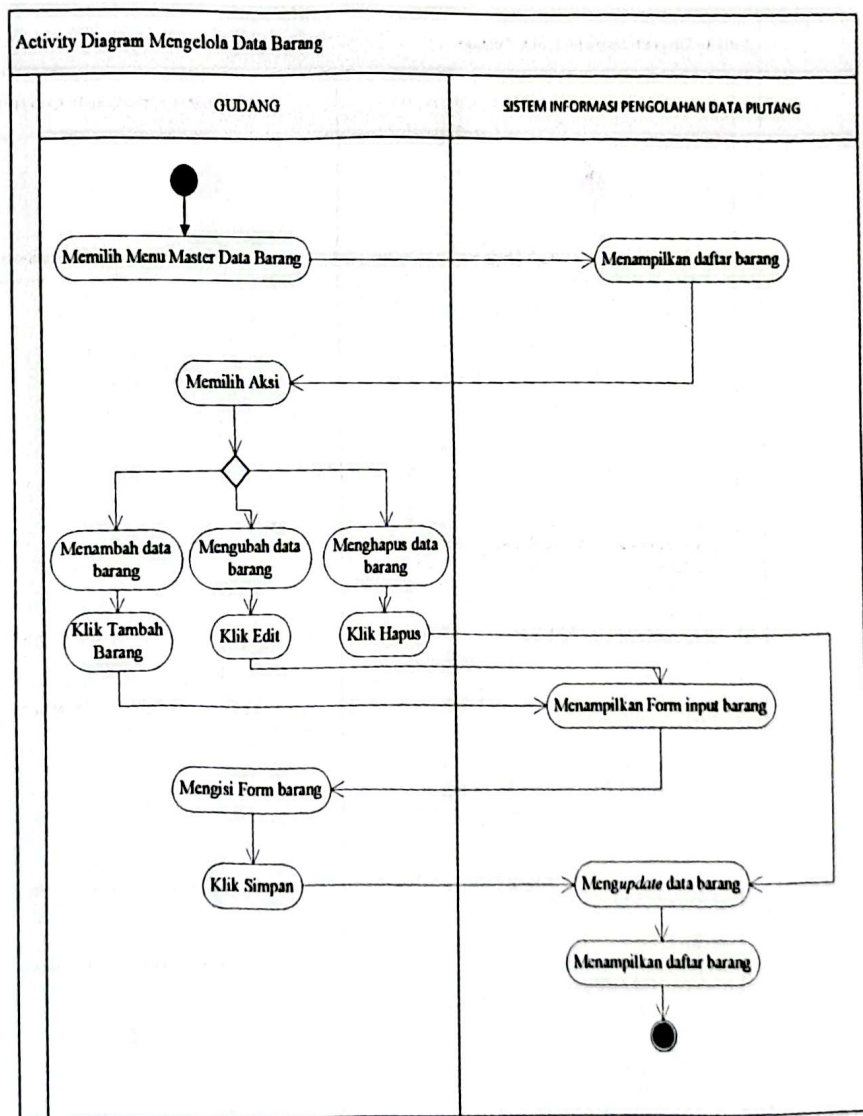 Activity Diagram Mengelola Data Barang
GUDANG
SISTEM INFORMASI PENGOLAHAN DATA PIUTANG
Memilih Menu Master Data Barang
Menampilkan daftar barang
Memilih Aksi
Menambah data
barang
Mengubah data
barang
Menghapus data
barang
Klik Tambah
Barang
Klik Edit
Klik Hapus
Menampilkan Form input barang
Mengisi Form barang
Klik Simpan
Mengupdate data barang
Menampilkan daftar barang